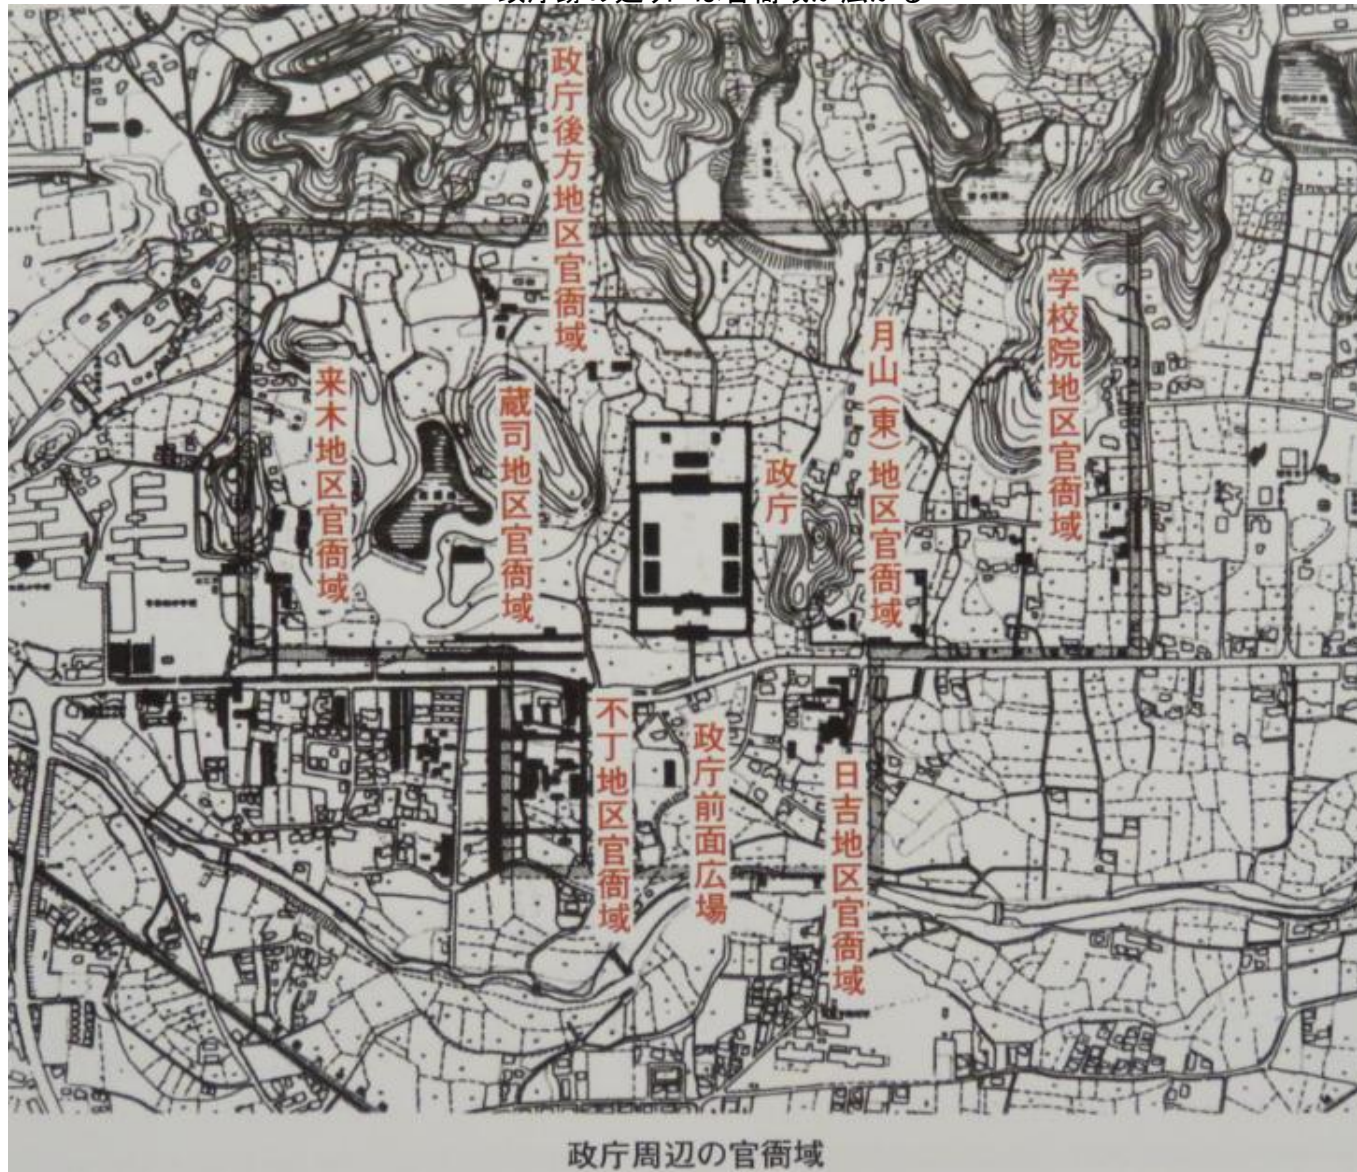 政庁後方地区官衙域
学校院地区官衙域
月山（東）地区官衙域
政庁
蔵司地区官衙域
来木地区官衙域
日吉地区官衙域
政庁前面広場
不丁地区官衙域
政庁周辺の官衙域